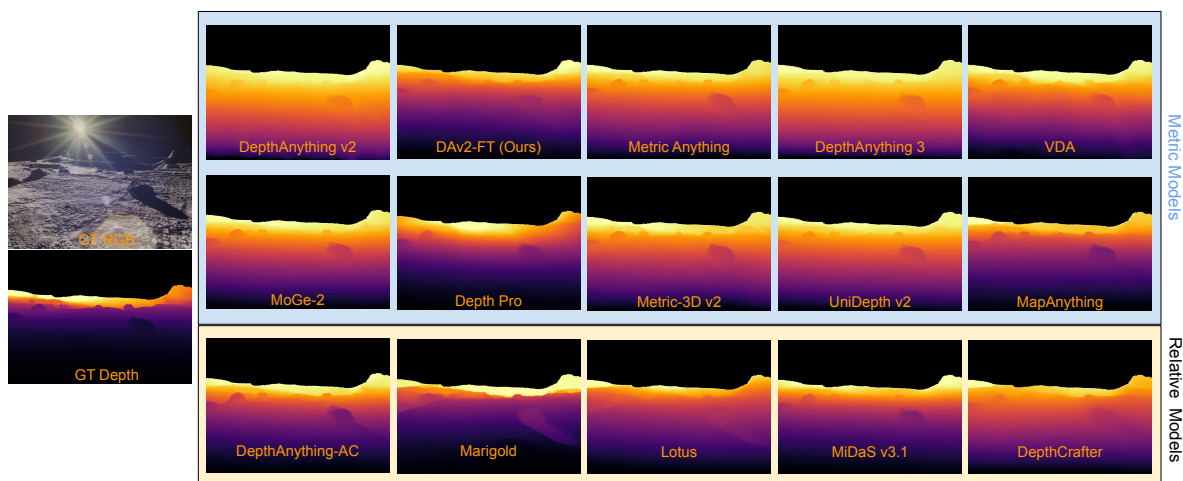 GT RGB
GT Depth
DepthAnything v2
DAv2-FT (Ours)
Metric Anything
DepthAnything 3
VDA
MoGe-2
Depth Pro
Metric-3D v2
UniDepth v2
MapAnything
Metric Models
DepthAnything-AC
Marigold
Lotus
MiDaS v3.1
DepthCrafter
Relative Models